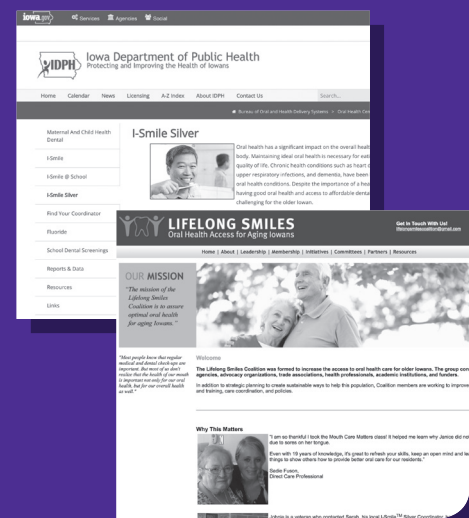 iowa.gov Services Agencies Social
IDPH
Iowa Department of Public Health
Protecting and Improving the Health of Iowans
Home Calendar News Licensing A-Z Index About IDPH Contact Us Search...
Bureau of Oral and Health Delivery Systems > Oral Health Cen
Maternal And Child Health
Dental
I-Smile
I-Smile @ School
I-Smile Silver
Find Your Coordinator
Fluoride
School Dental Screenings
Reports & Data
Resources
Links
I-Smile Silver
Oral health has a significant impact on the overall healt
body. Maintaining ideal oral health is necessary for
quality of life. Chronic health conditions such as heart
upper respiratory infections, and dementia, have been
oral health conditions. Despite the importance of a hea
having good oral health and access to affordable denta
challenging for the older Iowan.
LIFELONG SMILES
Oral Health Access for Aging Iowans
Get In Touch With Us!
lifelongsmilescoalition@gmail.com
Home | About | Leadership | Membership | Initiatives | Committees | Partners | Resources
OUR MISSION
"The mission of the
Lifelong Smiles
Coalition is to assure
optimal oral health
for aging Iowans."
"Most people know that regular
medical and dental check-ups are
important. But most of us don't
realize that the health of our mouth
is important not only for our oral
health, but for our overall health
as well."
Welcome
The Lifelong Smiles Coalition was formed to increase the access to oral health care for older Iowans. The group con
agencies, advocacy organizations, trade associations, health professionals, academic institutions, and funders.
In addition to strategic planning to create sustainable ways to help this population, Coalition members are working to improve
and training, care coordination, and policies.
Why This Matters
"I am so thankful I took the Mouth Care Matters class! It helped me learn why Janice did not
due to sores on her tongue.
Even with 19 years of knowledge, it's great to refresh your skills, keep an open mind and lea
things to show others how to provide better oral care for our residents."
Sadie Fuson,
Direct Care Professional
is a veteran who contacted Sarah, his local I-Smile™ Silver Coordinator,